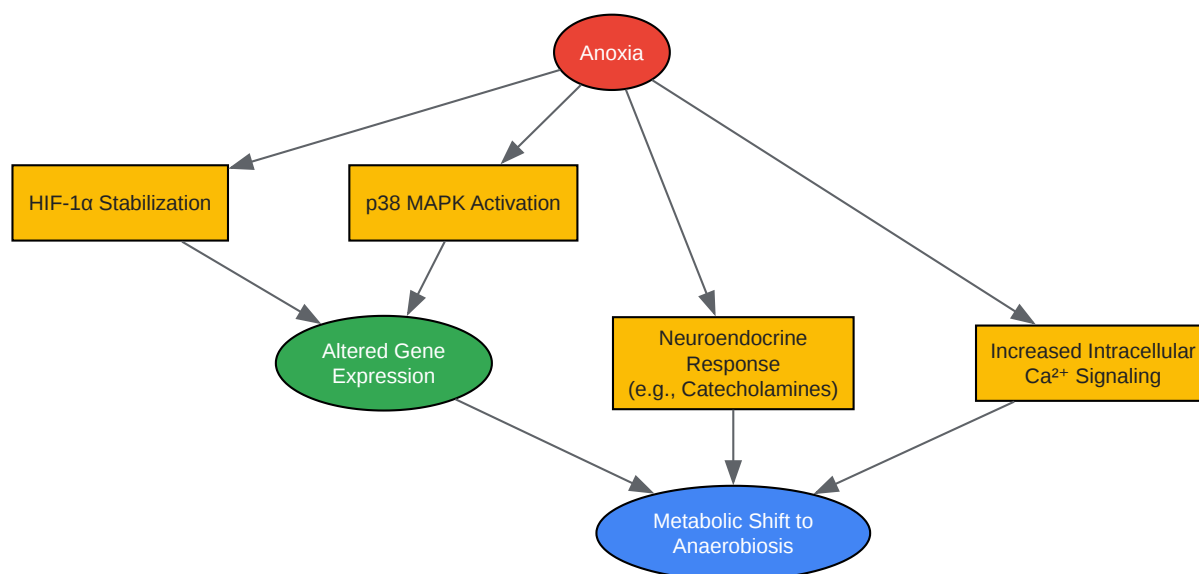 Anoxia
HIF-1α Stabilization
p38 MAPK Activation
Altered Gene
Expression
Neuroendocrine
Response
(e.g., Catecholamines)
Increased Intracellular
Ca²⁺ Signaling
Metabolic Shift to
Anaerobiosis